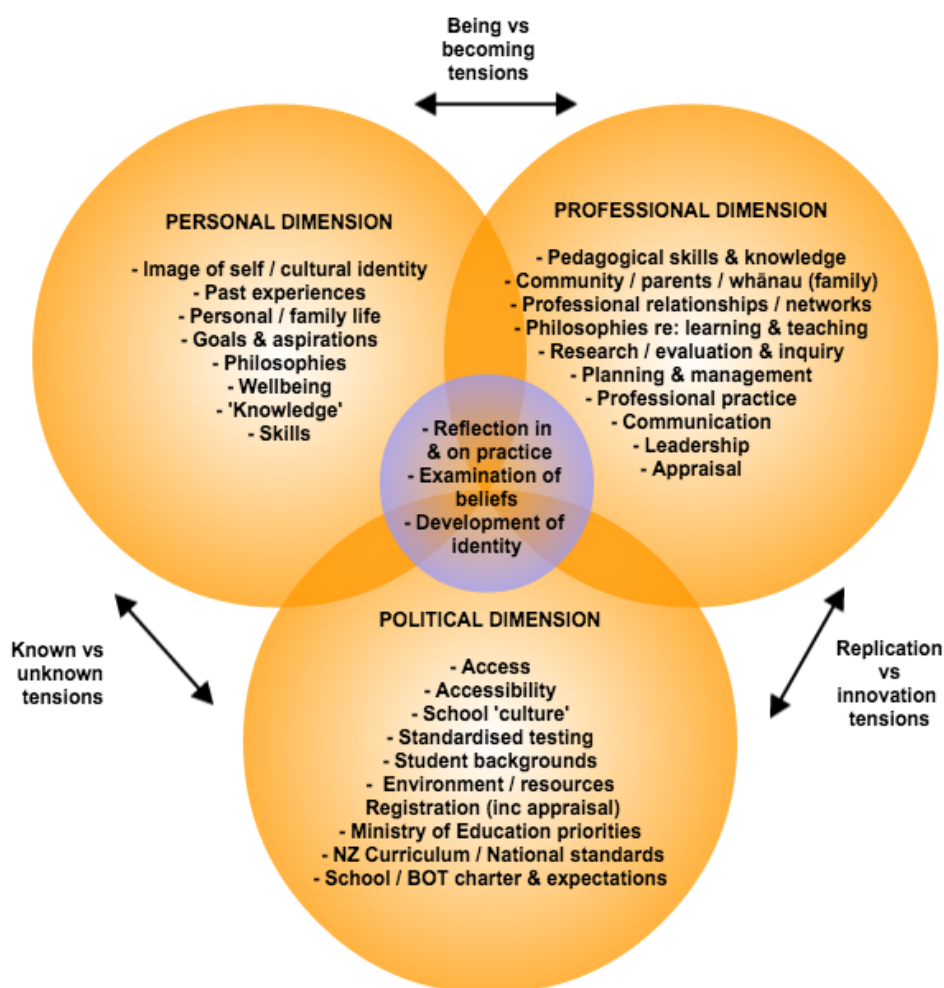 Being vs
becoming
tensions
PERSONAL DIMENSION
- Image of self / cultural identity
- Past experiences
- Personal / family life
- Goals & aspirations
- Philosophies
- Wellbeing
- 'Knowledge'
- Skills
PROFESSIONAL DIMENSION
- Pedagogical skills & knowledge
- Community / parents / whānau (family)
- Professional relationships / networks
- Philosophies re: learning & teaching
- Research / evaluation & inquiry
- Planning & management
- Professional practice
- Communication
- Leadership
- Appraisal
- Reflection in
& on practice
- Examination of
beliefs
- Development of
identity
Known vs
unknown
tensions
POLITICAL DIMENSION
- Access
- Accessibility
- School 'culture'
- Standardised testing
- Student backgrounds
- Environment / resources
Registration (inc appraisal)
- Ministry of Education priorities
- NZ Curriculum / National standards
- School / BOT charter & expectations
Replication
vs
innovation
tensions